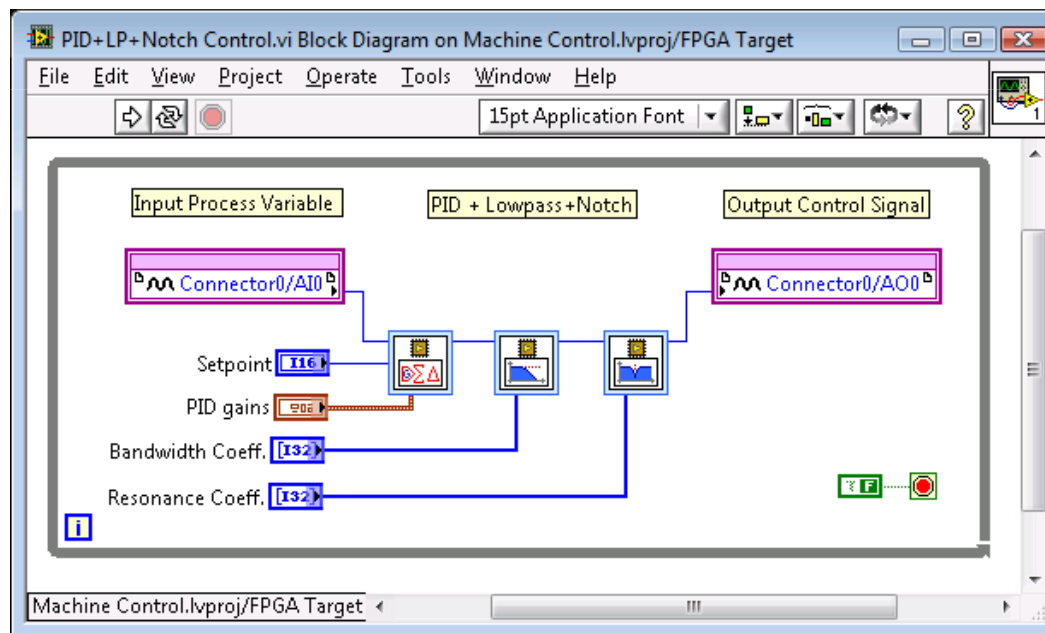 PID+LP+Notch Control.vi Block Diagram on Machine Control.lvproj/FPGA Target
File Edit View Project Operate Tools Window Help
15pt Application Font
?
1
Input Process Variable
PID + Lowpass+Notch
Output Control Signal
Connector0/AI0
Connector0/AO0
Setpoint
I16
PID gains
Bandwidth Coeff.
[I32]
Resonance Coeff.
[I32]
F
i
Machine Control.lvproj/FPGA Target